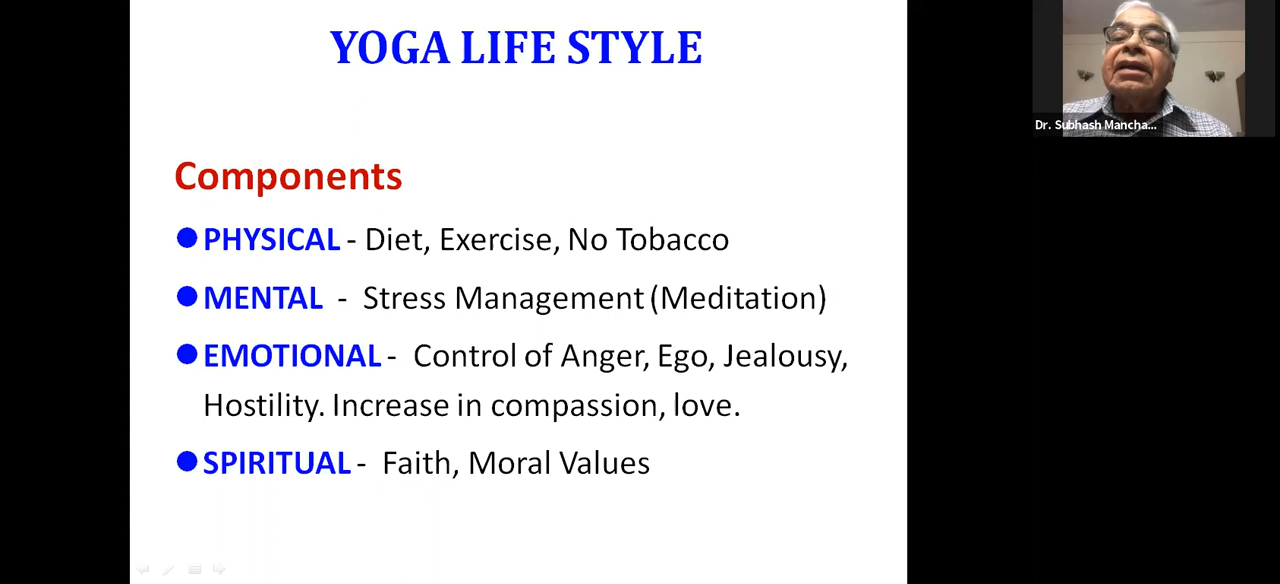 YOGA LIFE STYLE
Dr. Subhash Mancha...
Components
PHYSICAL - Diet, Exercise, No Tobacco
MENTAL - Stress Management (Meditation)
EMOTIONAL - Control of Anger, Ego, Jealousy,
Hostility. Increase in compassion, love.
SPIRITUAL - Faith, Moral Values